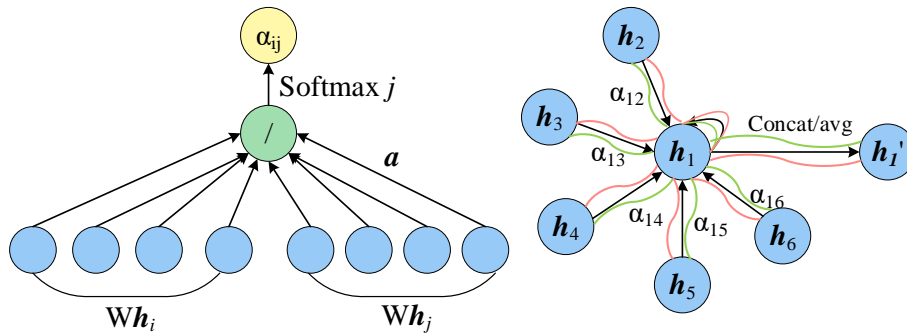 αij
Softmax j
/
a
Whi
Whj
h2
α12
h3
α13
h1
Concat/avg
h1'
h4
α14
α15
α16
h6
h5